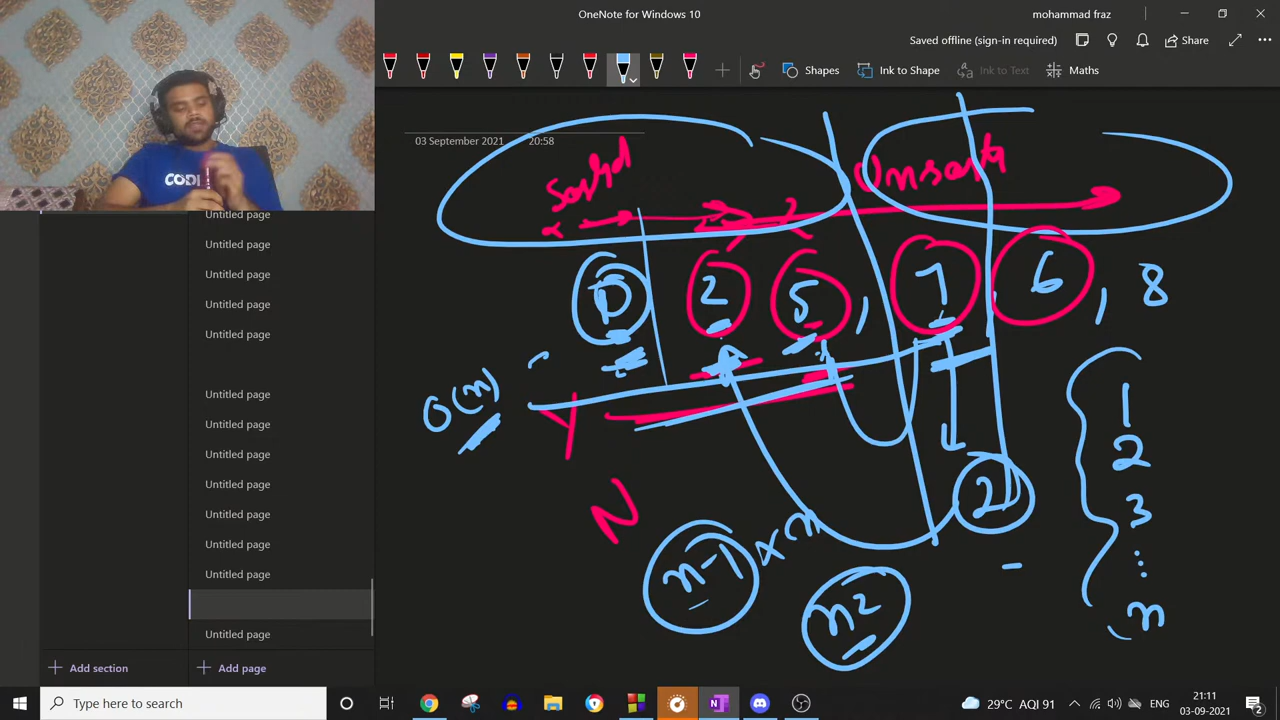 OneNote for Windows 10
mohammad fraz
Saved offline (sign-in required)
Share
Shapes
Ink to Shape
Ink to Text
Maths
03 September 2021 20:58
Untitled page
Untitled page
Untitled page
Untitled page
Untitled page
Untitled page
Untitled page
Untitled page
Untitled page
Untitled page
Untitled page
Untitled page
Untitled page
Add section
Add page
2 5, 7, 6, 8
O(n)
Y
N
n-1 x n
n2
2
1
2
3
n
Type here to search
29°C AQI 91
ENG
21:11
03-09-2021
2